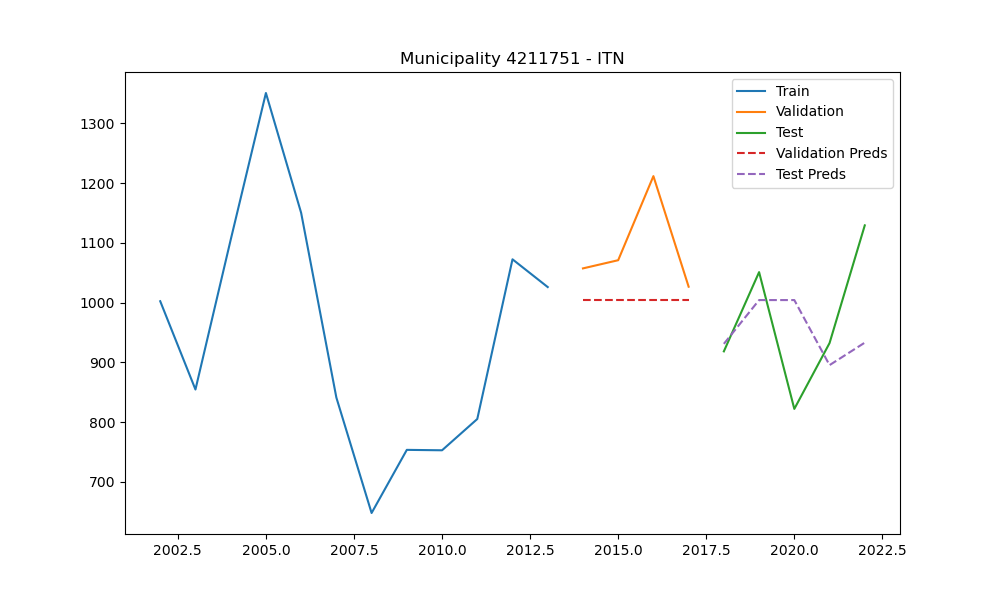 Municipality 4211751 - ITN
Train
Validation
Test
Validation Preds
Test Preds
1300
1200
1100
1000
900
800
700
2002.5 2005.0 2007.5 2010.0 2012.5 2015.0 2017.5 2020.0 2022.5